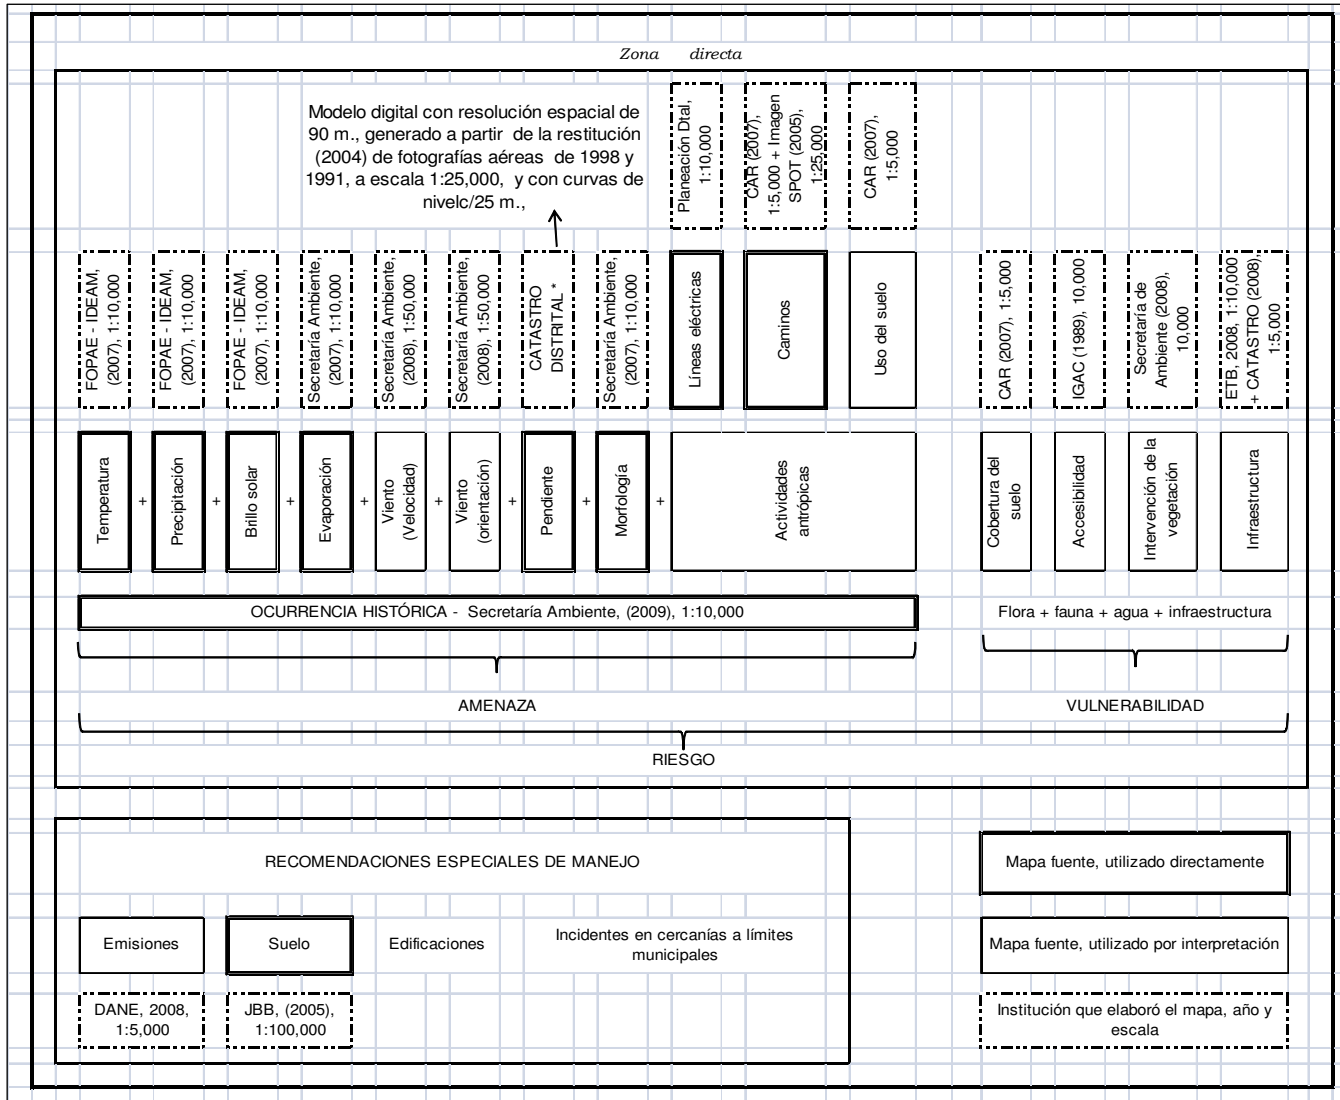 Zona directa
Modelo digital con resolución espacial de
90 m., generado a partir de la restitución
(2004) de fotografías aéreas de 1998 y
1991, a escala 1:25,000, y con curvas de
nivelc/25 m.,
Planeación Dtal,
1:10,000
CAR (2007),
1:5,000 + Imagen
SPOT (2005),
1:25,000
CAR (2007),
1:5,000
FOPAE - IDEAM,
(2007), 1:10,000
FOPAE - IDEAM,
(2007), 1:10,000
FOPAE - IDEAM,
(2007), 1:10,000
Secretaría Ambiente,
(2007), 1:10,000
Secretaría Ambiente,
(2008), 1:50,000
Secretaría Ambiente,
(2008), 1:50,000
CATASTRO
DISTRITAL *
Secretaría Ambiente,
(2007), 1:10,000
Líneas eléctricas
Caminos
Uso del suelo
CAR (2007), 1:5,000
IGAC (1989), 10,000
Secretaría de
Ambiente (2008),
10,000
ETB, 2008, 1:10,000
+ CATASTRO (2008),
1:5,000
Temperatura
+
Precipitación
+
Brillo solar
+
Evaporación
+
Viento
(Velocidad)
+
Viento
(orientación)
+
Pendiente
+
Morfología
+
Actividades
antrópicas
Cobertura del
suelo
Accesibilidad
Intervención de la
vegetación
Infraestructura
OCURRENCIA HISTÓRICA - Secretaría Ambiente, (2009), 1:10,000
Flora + fauna + agua + infraestructura
AMENAZA
VULNERABILIDAD
RIESGO
RECOMENDACIONES ESPECIALES DE MANEJO
Emisiones
Suelo
Edificaciones
Incidentes en cercanías a límites
municipales
DANE, 2008,
1:5,000
JBB, (2005),
1:100,000
Mapa fuente, utilizado directamente
Mapa fuente, utilizado por interpretación
Institución que elaboró el mapa, año y
escala